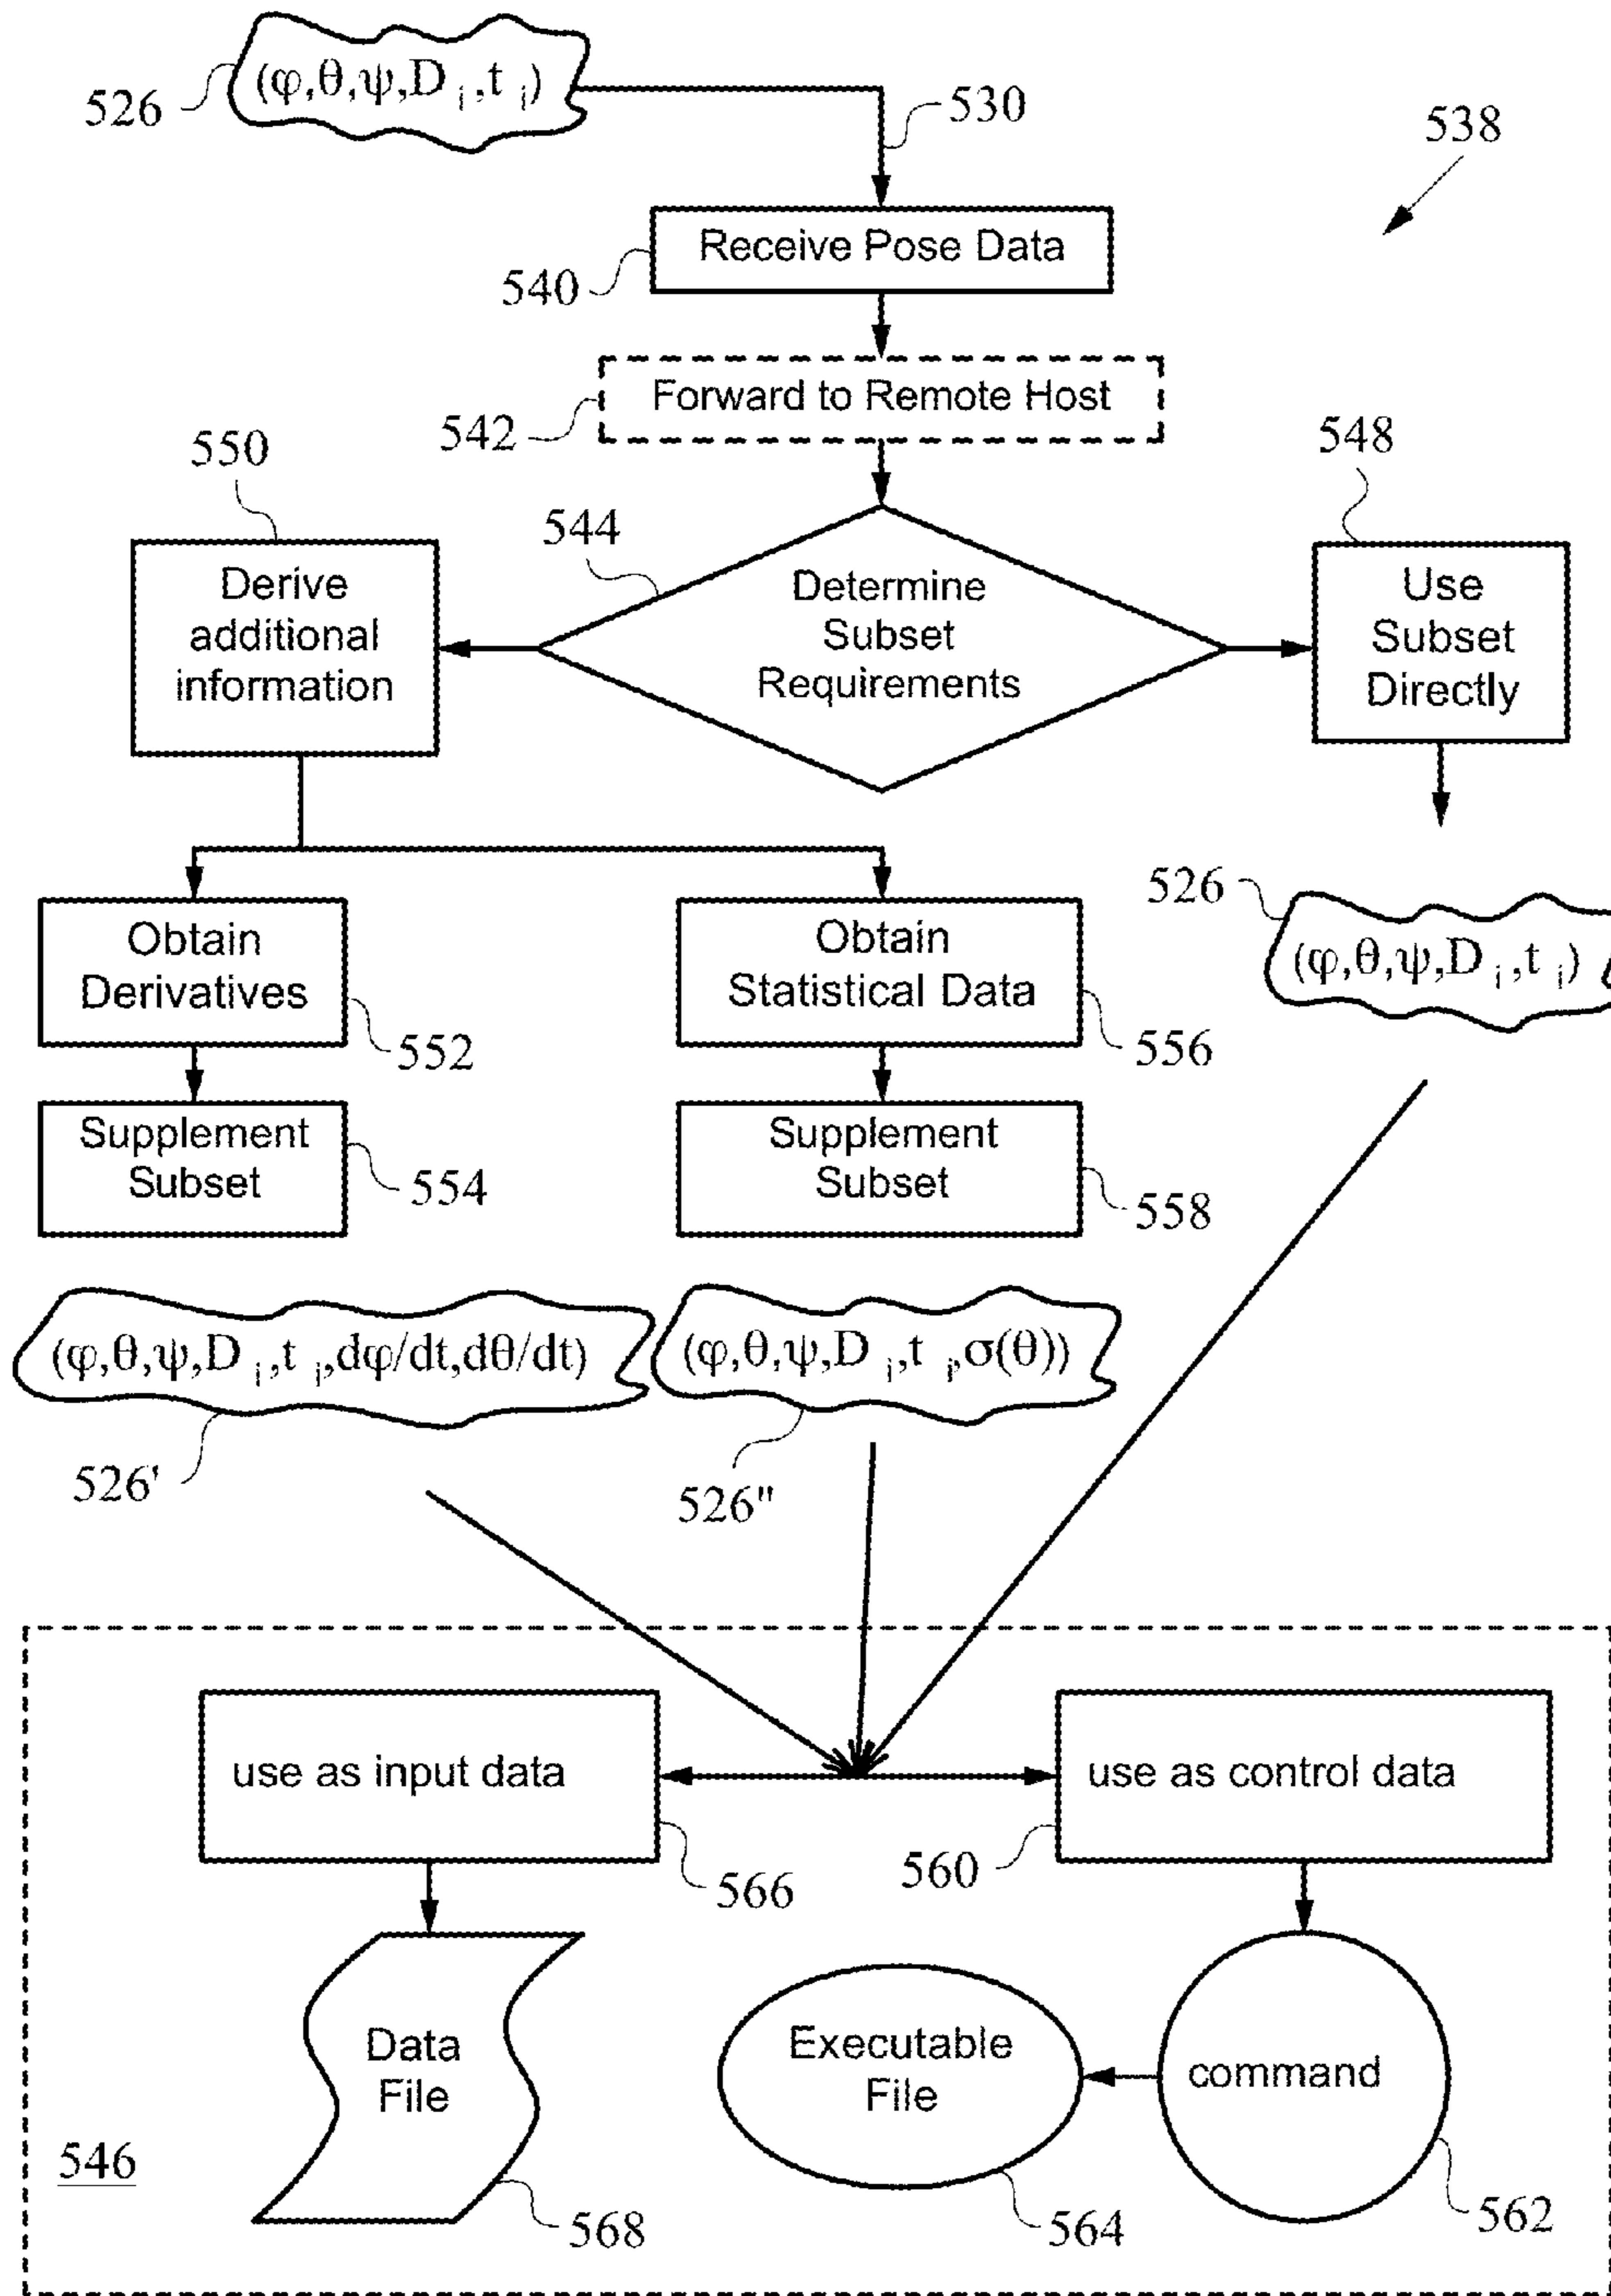 (φ,θ,ψ,D i,t i)
526
530
538
Receive Pose Data
540
Forward to Remote Host
542
550
548
544
Derive
additional
information
Determine
Subset
Requirements
Use
Subset
Directly
526
Obtain
Derivatives
552
Obtain
Statistical Data
556
(φ,θ,ψ,D i,t i)
Supplement
Subset
554
Supplement
Subset
558
(φ,θ,ψ,D i,t i,dφ/dt,dθ/dt)
(φ,θ,ψ,D i,t i,σ(θ))
526'
526"
use as input data
use as control data
566
560
Data
File
Executable
File
command
546
568
564
562